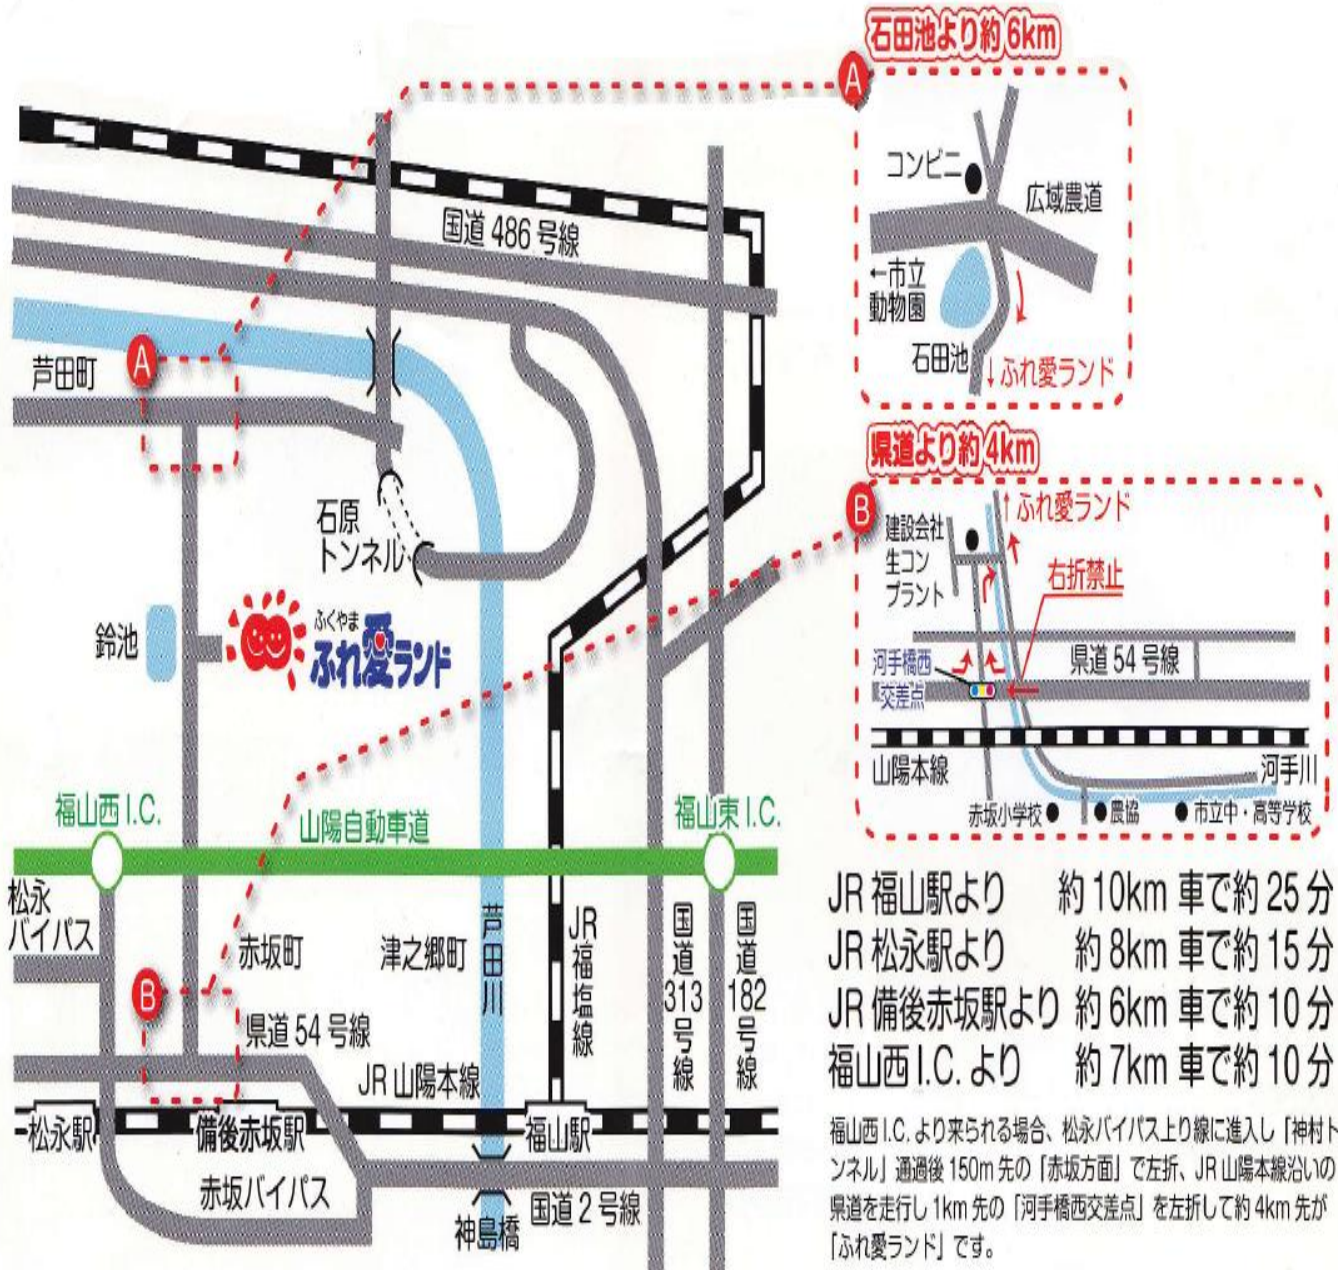 石田池より約6km
A
コンビニ
広域農道
←市立
動物園
石田池
↓ふれ愛ランド
国道486号線
A
芦田町
県道より約4km
B
↑ふれ愛ランド
建設会社
生コン
プラント
右折禁止
河手橋西
交差点
県道54号線
山陽本線
河手川
赤坂小学校
農協
市立中・高等学校
石原
トンネル
鈴池
ふくやま
ふれ愛ランド
福山西I.C.
山陽自動車道
福山東I.C.
松永
バイパス
B
赤坂町
津之郷町
芦田川
JR福塩線
国道313号線
国道182号線
県道54号線
JR山陽本線
松永駅
備後赤坂駅
福山駅
赤坂バイパス
神島橋
国道2号線
JR福山駅より 約10km 車で約25分
JR松永駅より 約8km 車で約15分
JR備後赤坂駅より 約6km 車で約10分
福山西I.C.より 約7km 車で約10分
福山西I.C.より来られる場合、松永バイパス上り線に進入し「神村ト
ンネル」通過後150m先の「赤坂方面」で左折、JR山陽本線沿いの
県道を走行し1km先の「河手橋西交差点」を左折して約4km先が
「ふれ愛ランド」です。